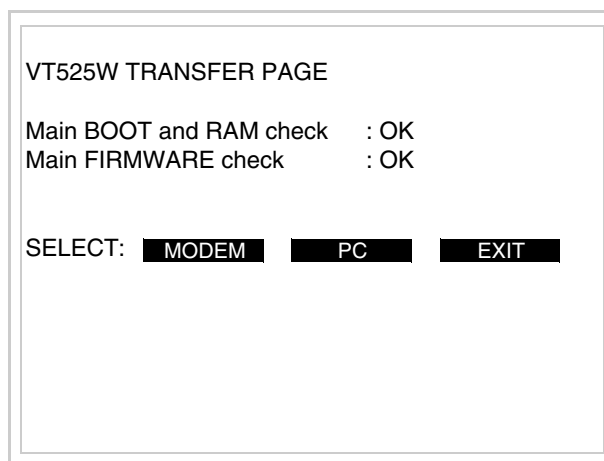 VT525W TRANSFER PAGE
Main BOOT and RAM check : OK
Main FIRMWARE check : OK
SELECT: MODEM PC EXIT